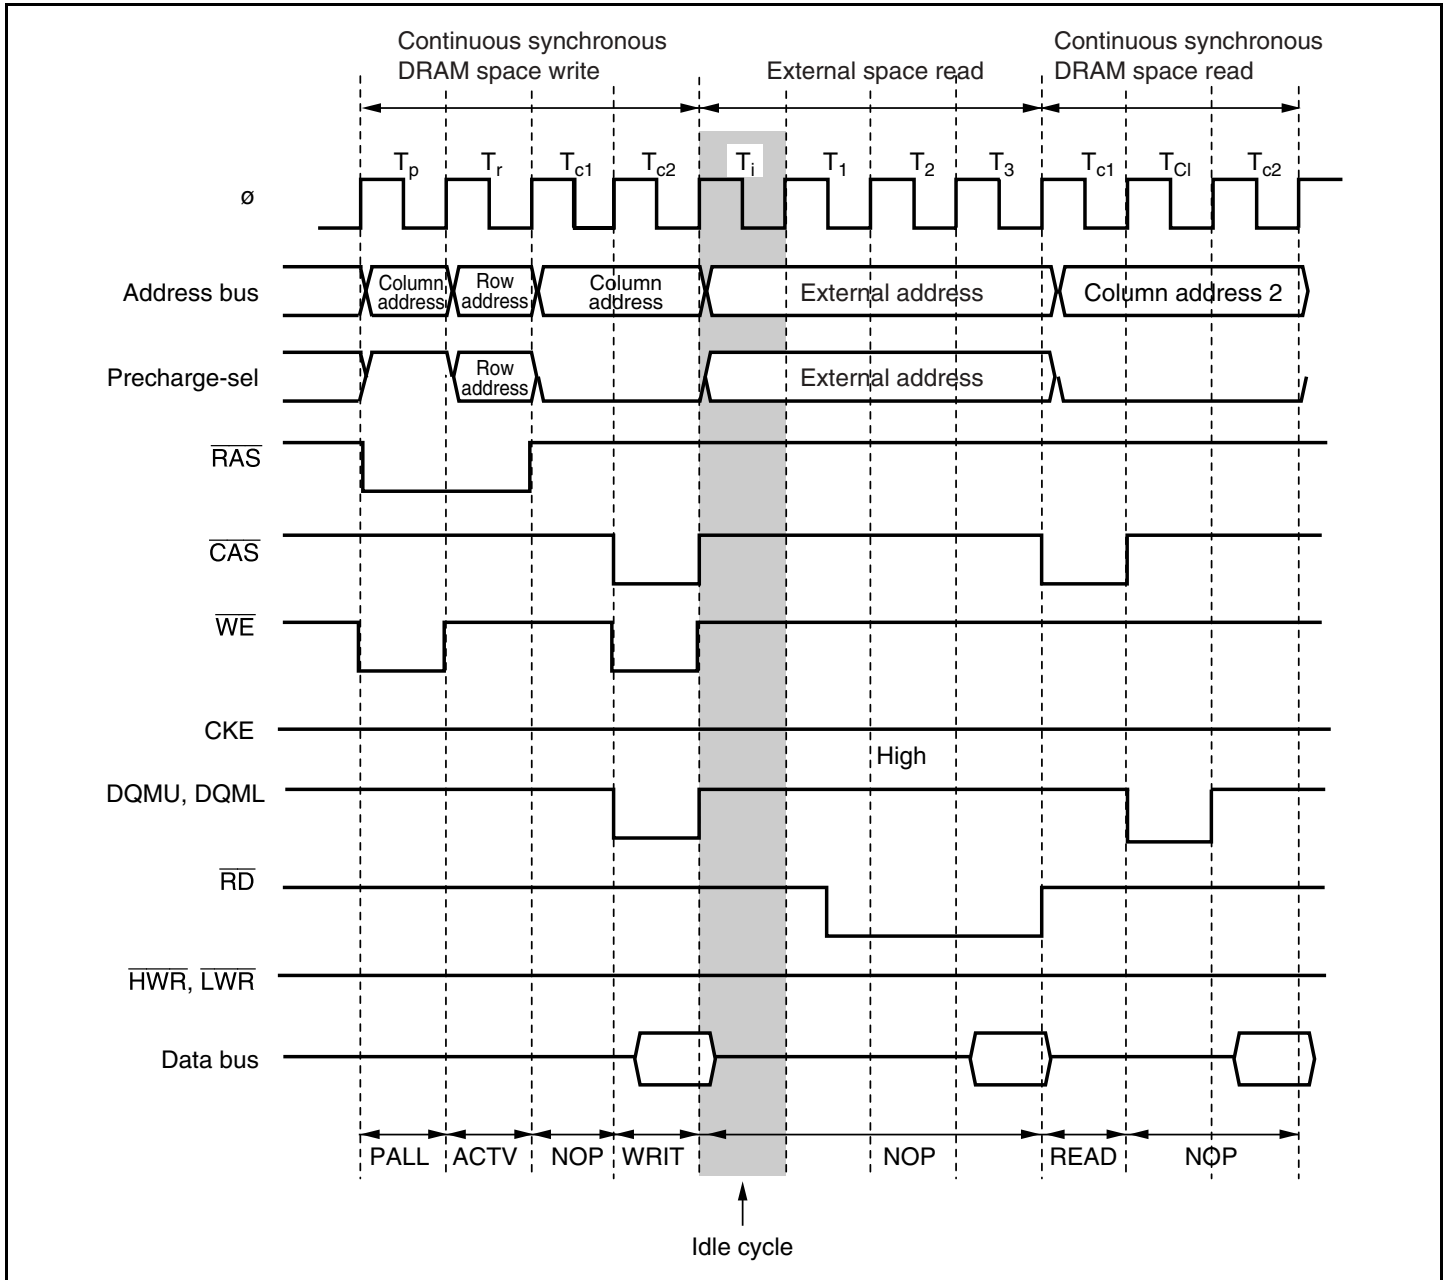 Continuous synchronous
DRAM space write
External space read
Continuous synchronous
DRAM space read
Tp Tr Tc1 Tc2 Ti T1 T2 T3 Tc1 TCl Tc2
ø
Address bus
Column
address
Row
address
Column
address
External address
Column address 2
Precharge-sel
Row
address
External address
RAS
CAS
WE
CKE
High
DQMU, DQML
RD
HWR, LWR
Data bus
PALL ACTV NOP WRIT NOP READ NOP
Idle cycle